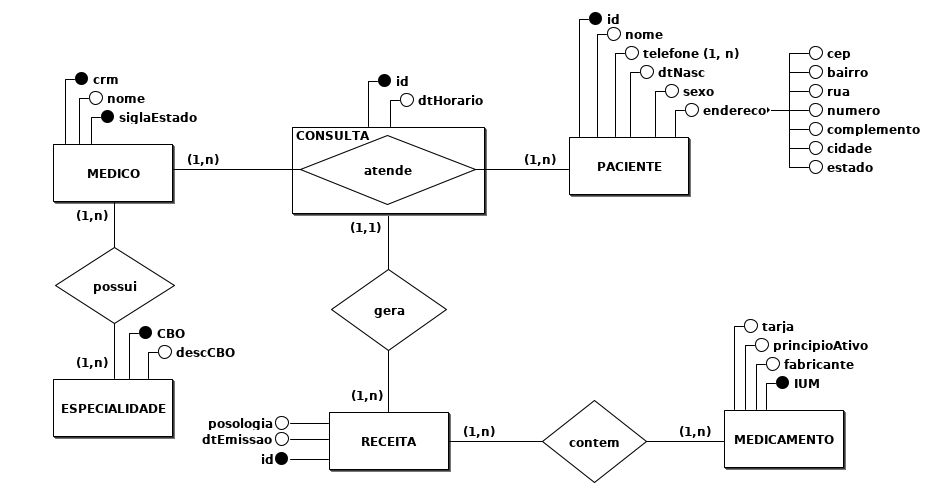 id
nome
telefone (1, n)
dtNasc
sexo
endereco
cep
bairro
rua
numero
complemento
cidade
estado
crm
nome
siglaEstado
id
dtHorario
MEDICO
(1,n)
CONSULTA
atende
(1,n)
PACIENTE
(1,n)
possui
(1,n)
CBO
descCBO
ESPECIALIDADE
(1,1)
gera
(1,n)
posologia
dtEmissao
id
RECEITA
(1,n)
contem
(1,n)
tarja
principioAtivo
fabricante
IUM
MEDICAMENTO